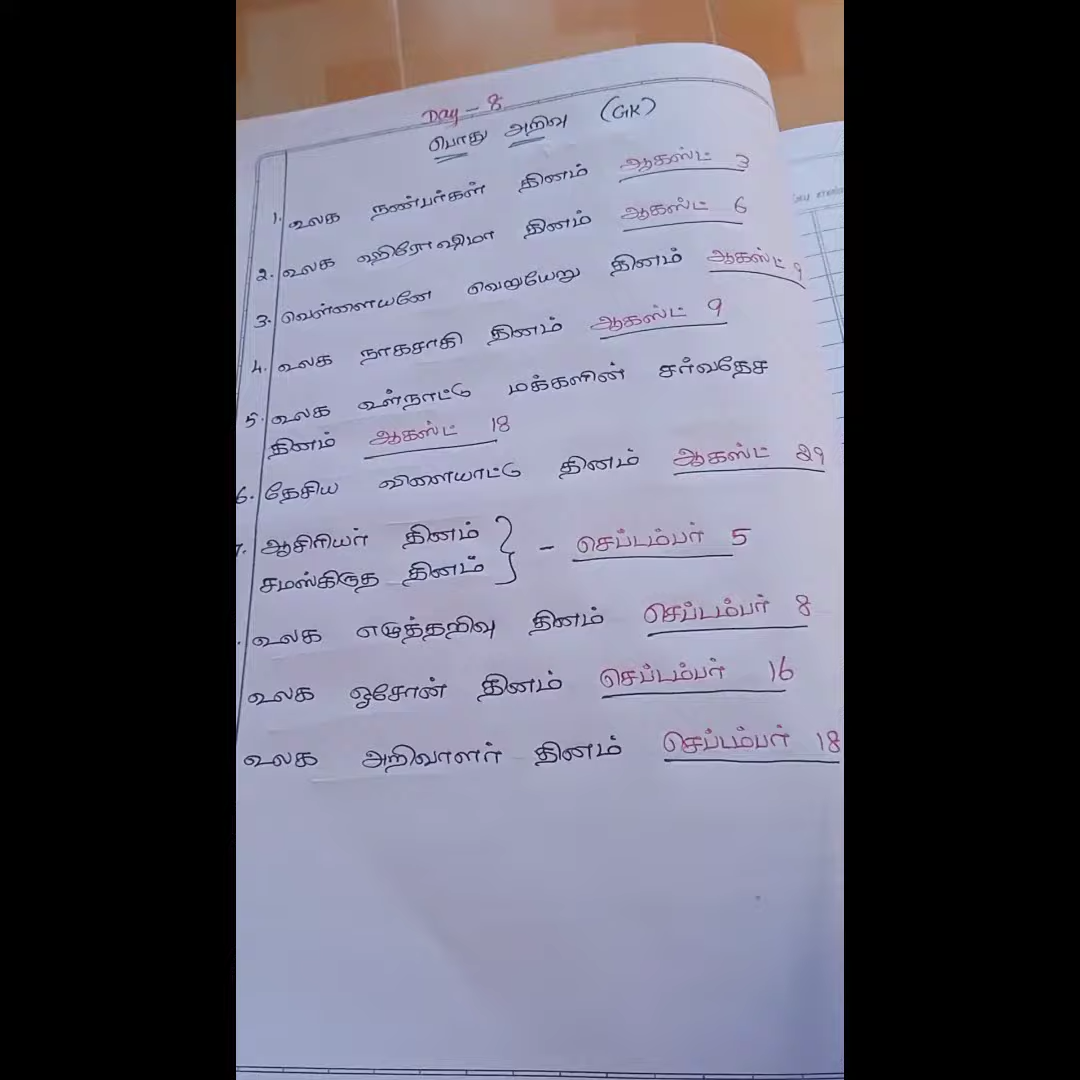 Day - 8
பொது அறிவு (GK)
1. உலக நண்பர்கள் தினம் ஆகஸ்ட் 3
2. உலக ஹிரோஷிமா தினம் ஆகஸ்ட் 6
3. வெள்ளையனே வெறுயேறு தினம் ஆகஸ்ட் 9
4. உலக நாகசாகி தினம் ஆகஸ்ட் 9
5. உலக உள்நாட்டு மக்களின் சர்வதேச
தினம் ஆகஸ்ட் 18
6. தேசிய விளையாட்டு தினம் ஆகஸ்ட் 29
7. ஆசிரியர் தினம்
சமஸ்கிருத தினம் } - செப்டம்பர் 5
உலக எழுத்தறிவு தினம் செப்டம்பர் 8
உலக ஓசோன் தினம் செப்டம்பர் 16
உலக அறிவாளர் தினம் செப்டம்பர் 18